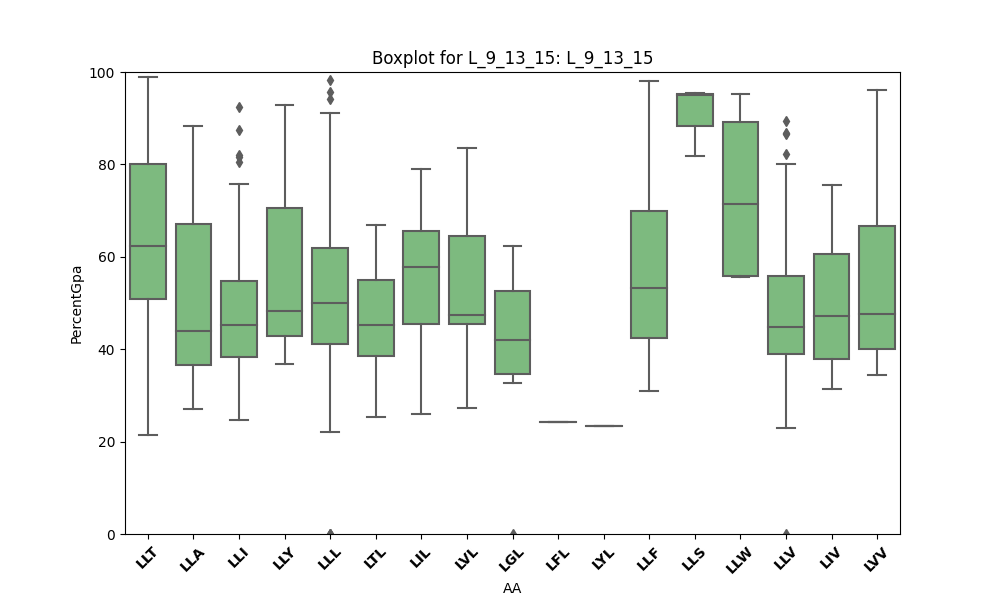 Boxplot for L_9_13_15: L_9_13_15
PercentGpa
100
80
60
40
20
0
LLT LLA LLI LLY LLL LTL LIL LVL LGL LFL LYL LLF LLS LLW LLV LIV LVV
AA